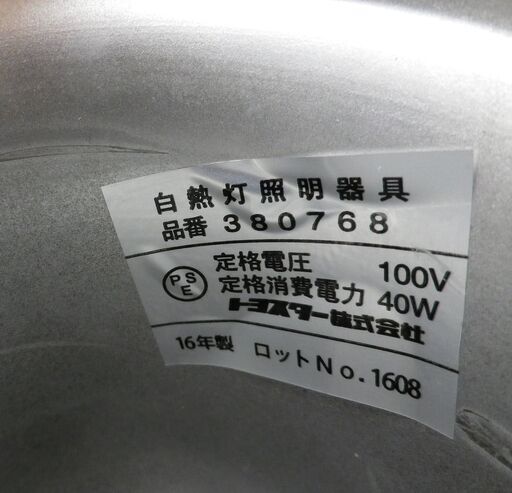 白熱灯照明器具
品番 380768
定格電圧 100V
PSE 定格消費電力 40W
トヨスター株式会社
16年製 ロットNo.1608